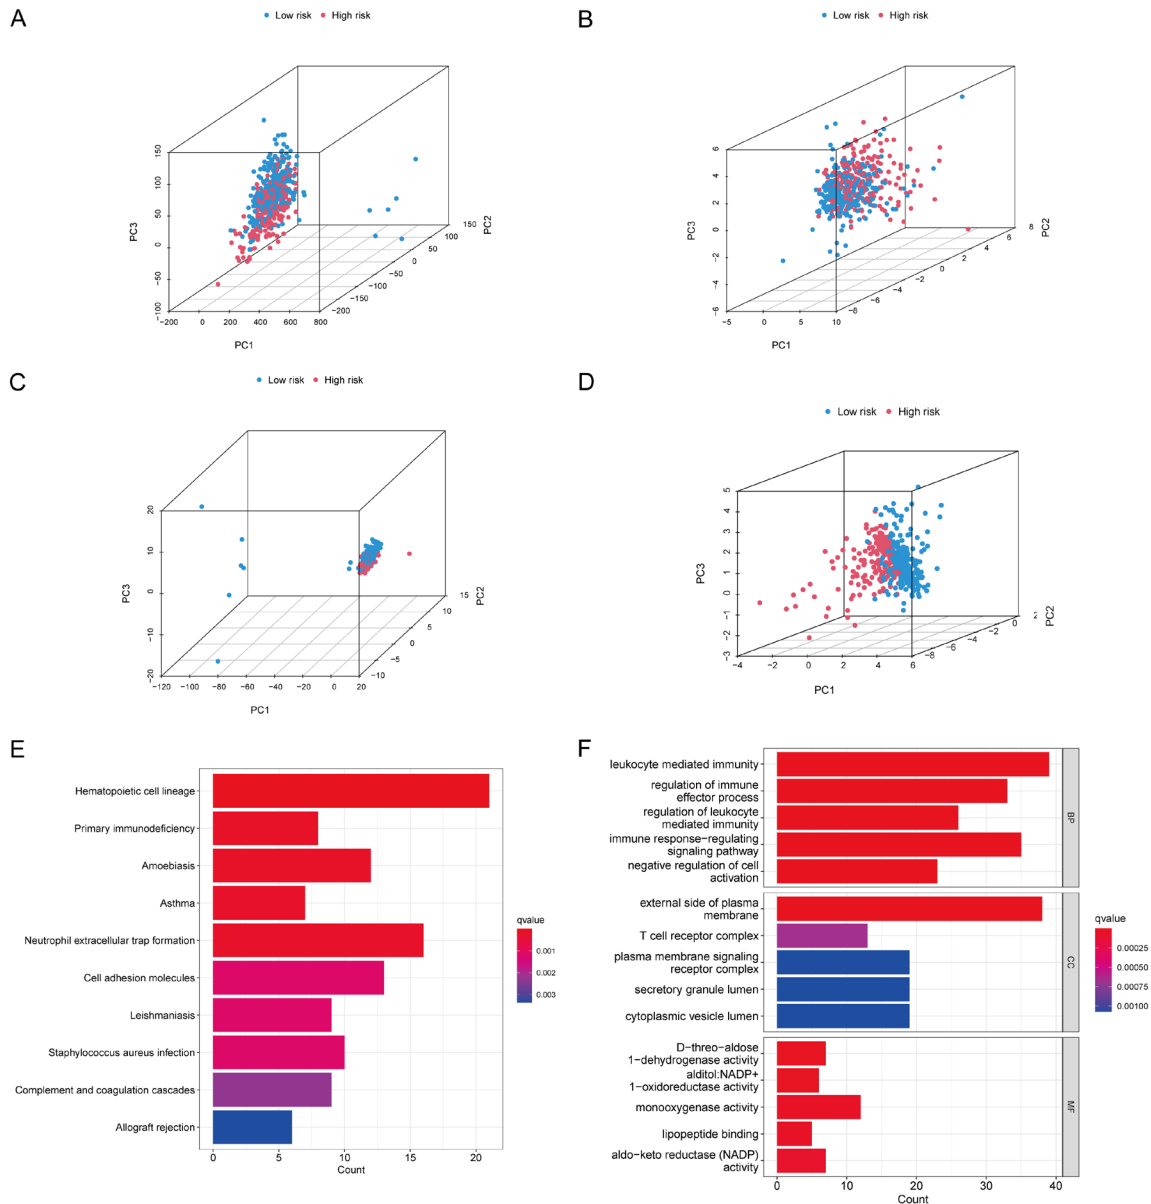 A
Low risk High risk
150
100
50
0
−50
−100
PC3
−200 0 200 400 600 800
PC1
−200
−150
−100
−50
0
50
100
150
PC2
B
Low risk High risk
6
4
2
0
−2
−4
−6
PC3
−5 0 5 10
PC1
−8
−6
−4
−2
0
2
4
6
8
PC2
C
Low risk High risk
20
10
0
−10
−20
PC3
−120 −100 −80 −60 −40 −20 0 20
PC1
−10
−5
0
5
10
15
PC2
D
Low risk High risk
5
4
3
2
1
0
−1
−2
−3
PC3
−4 −2 0 2 4 6
PC1
−8
−6
−4
−2
0
PC2
E
Hematopoietic cell lineage
Primary immunodeficiency
Amoebiasis
Asthma
Neutrophil extracellular trap formation
Cell adhesion molecules
Leishmaniasis
Staphylococcus aureus infection
Complement and coagulation cascades
Allograft rejection
0 5 10 15 20
Count
qvalue
0.001
0.002
0.003
F
leukocyte mediated immunity
regulation of immune
effector process
regulation of leukocyte
mediated immunity
immune response−regulating
signaling pathway
negative regulation of cell
activation
BP
external side of plasma
membrane
T cell receptor complex
plasma membrane signaling
receptor complex
secretory granule lumen
cytoplasmic vesicle lumen
CC
D−threo−aldose
1−dehydrogenase activity
alditol:NADP+
1−oxidoreductase activity
monooxygenase activity
lipopeptide binding
aldo−keto reductase (NADP)
activity
MF
0 10 20 30 40
Count
qvalue
0.00025
0.00050
0.00075
0.00100